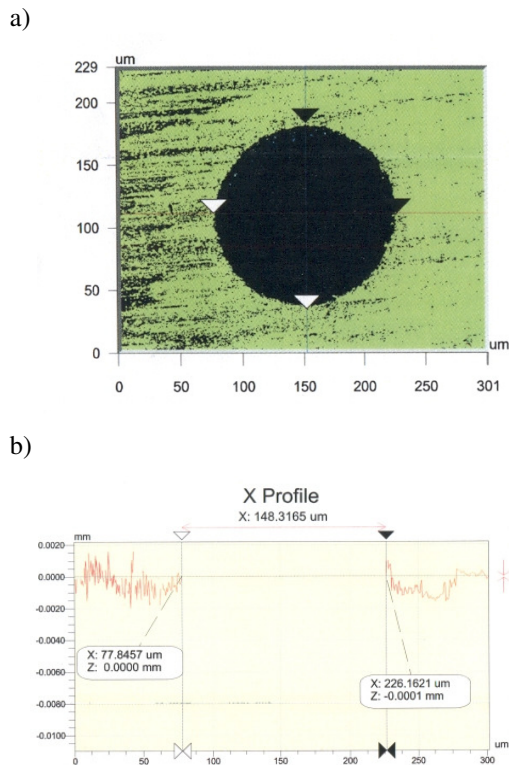 a)
um
229
200
150
100
50
0
um
0 50 100 150 200 250 301
b)
X Profile
X: 148.3165 um
mm
0.0020
0.0000
-0.0020
-0.0040
-0.0060
-0.0080
-0.0100
X: 77.8457 um
Z: 0.0000 mm
X: 226.1621 um
Z: -0.0001 mm
um
0 50 100 150 200 250 300